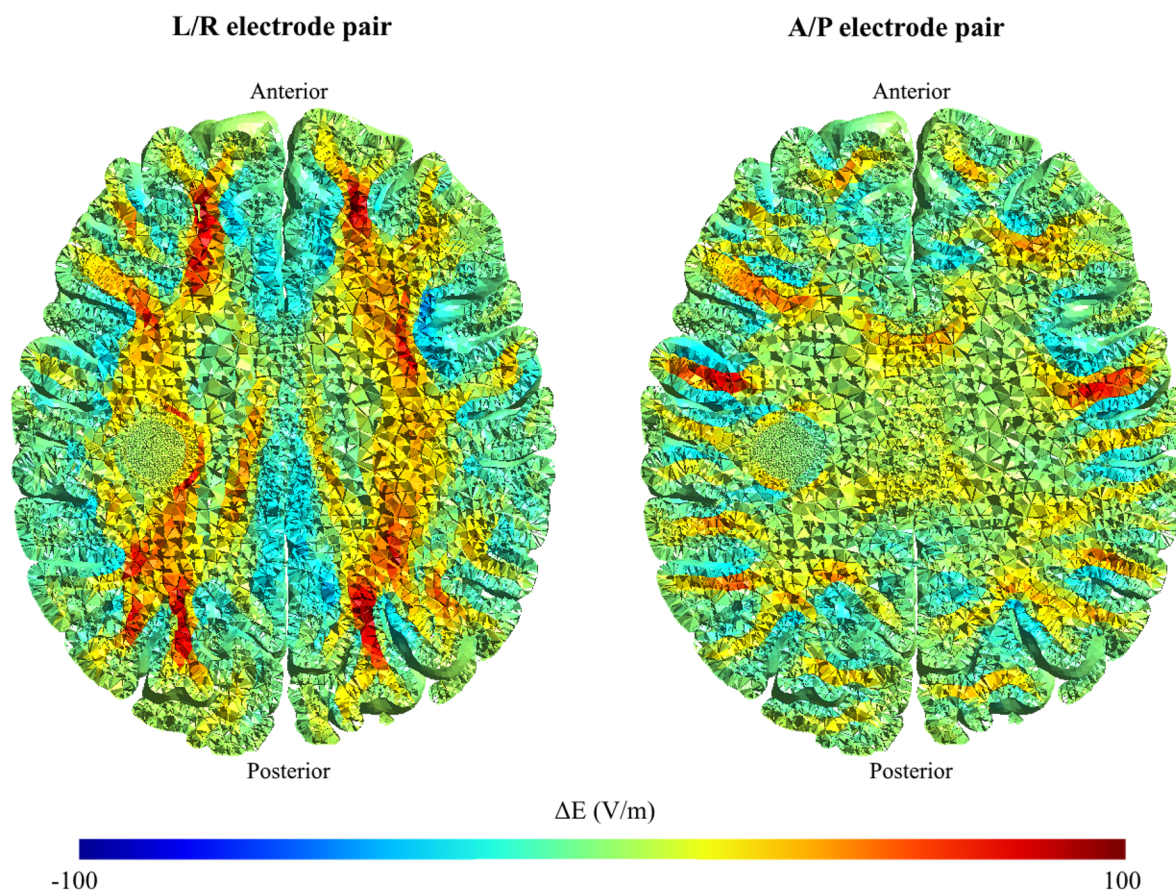 L/R electrode pair
A/P electrode pair
Anterior
Anterior
Posterior
Posterior
ΔE (V/m)
-100
100